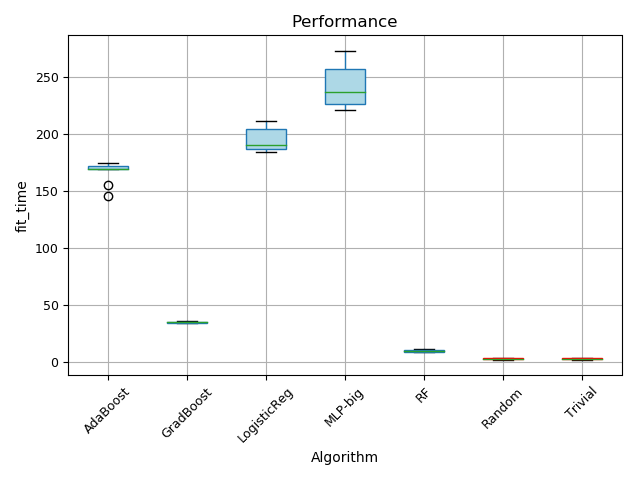 Performance
fit_time
250
200
150
100
50
0
AdaBoost
GradBoost
LogisticReg
MLP-big
RF
Random
Trivial
Algorithm